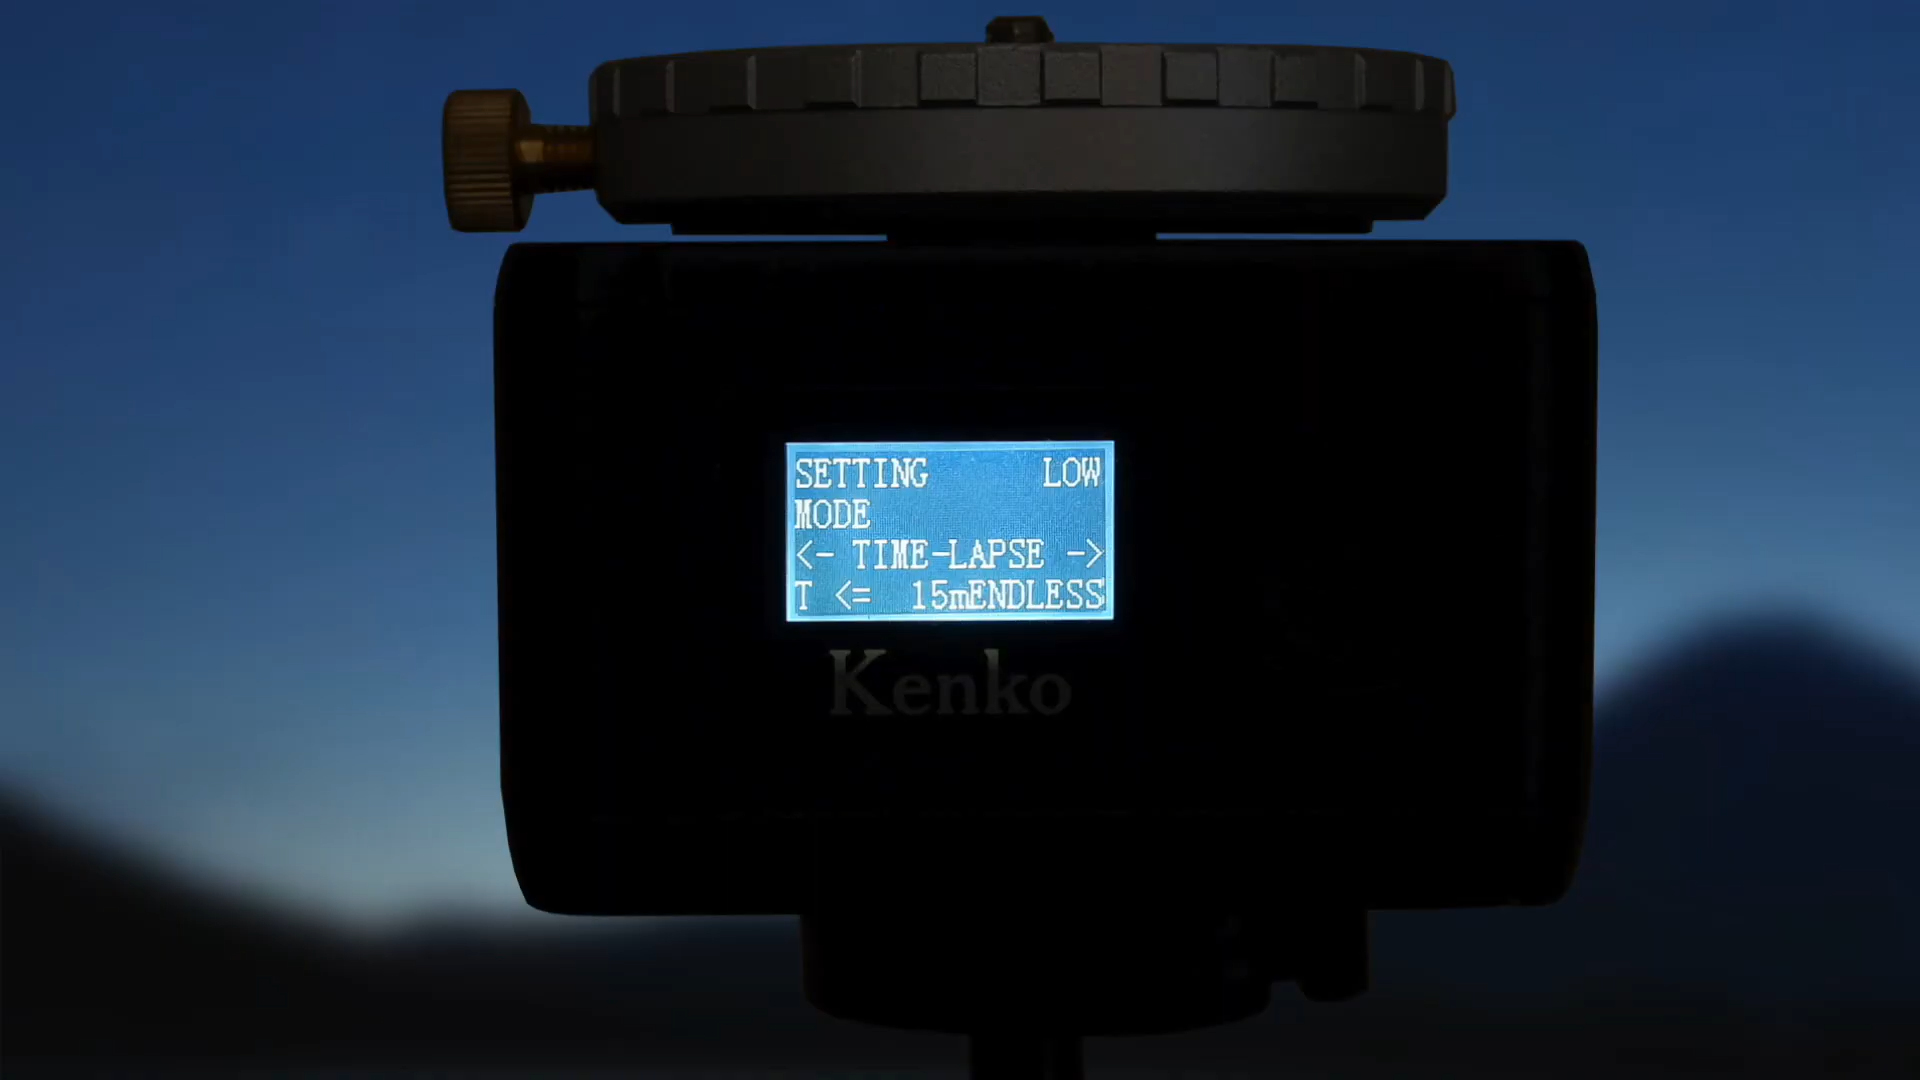 SETTING LOW
MODE
<- TIME-LAPSE ->
T <= 15mENDLESS
Kenko